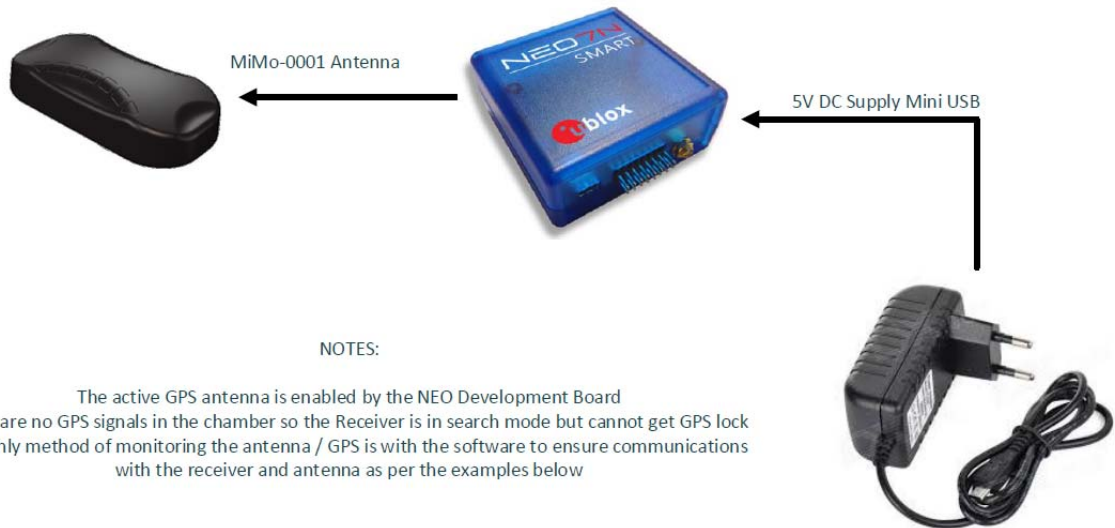 MiMo-0001 Antenna
NEO7N
SMART
ublox
5V DC Supply Mini USB
NOTES:
The active GPS antenna is enabled by the NEO Development Board
are no GPS signals in the chamber so the Receiver is in search mode but cannot get GPS lock
method of monitoring the antenna / GPS is with the software to ensure communications
with the receiver and antenna as per the examples below